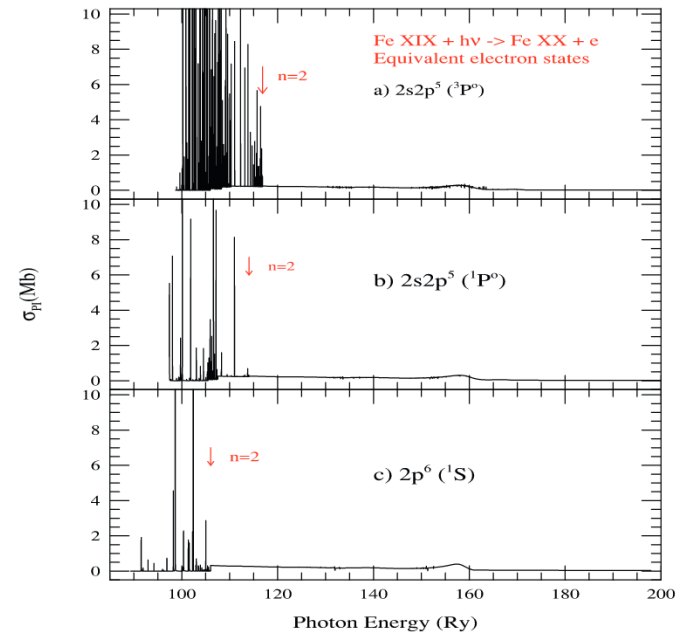 Fe XIX + hν -> Fe XX + e
Equivalent electron states
a) 2s2p⁵ (³Pᵒ)
n=2
10
8
6
4
2
0
b) 2s2p⁵ (¹Pᵒ)
n=2
10
8
6
4
2
0
c) 2p⁶ (¹S)
n=2
10
8
6
4
2
0
σ_PI(Mb)
100
120
140
160
180
200
Photon Energy (Ry)